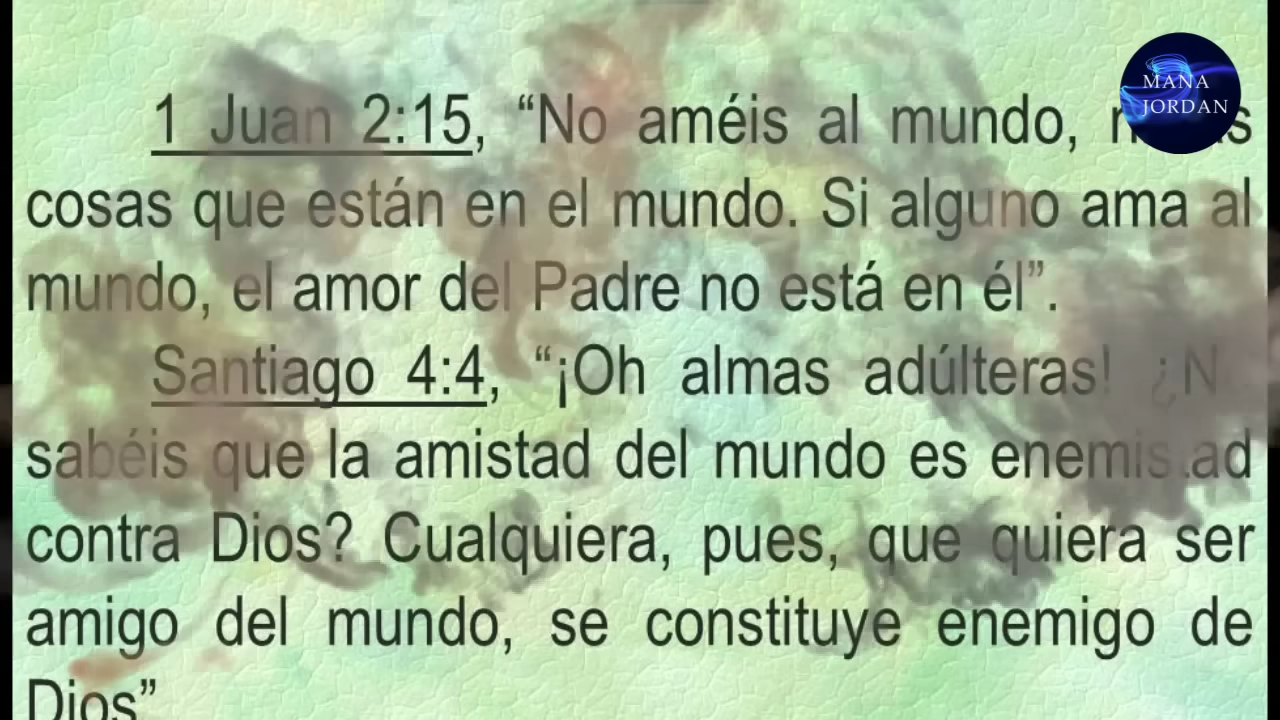 MANA
JORDAN
1 Juan 2:15, “No améis al mundo,
cosas que están en el mundo. Si alguno ama al
mundo, el amor del Padre no está en él”.
Santiago 4:4, “¡Oh almas adúlteras!
sabéis que la amistad del mundo es enemistad
contra Dios? Cualquiera, pues, que quiera ser
amigo del mundo, se constituye enemigo de
Dios”